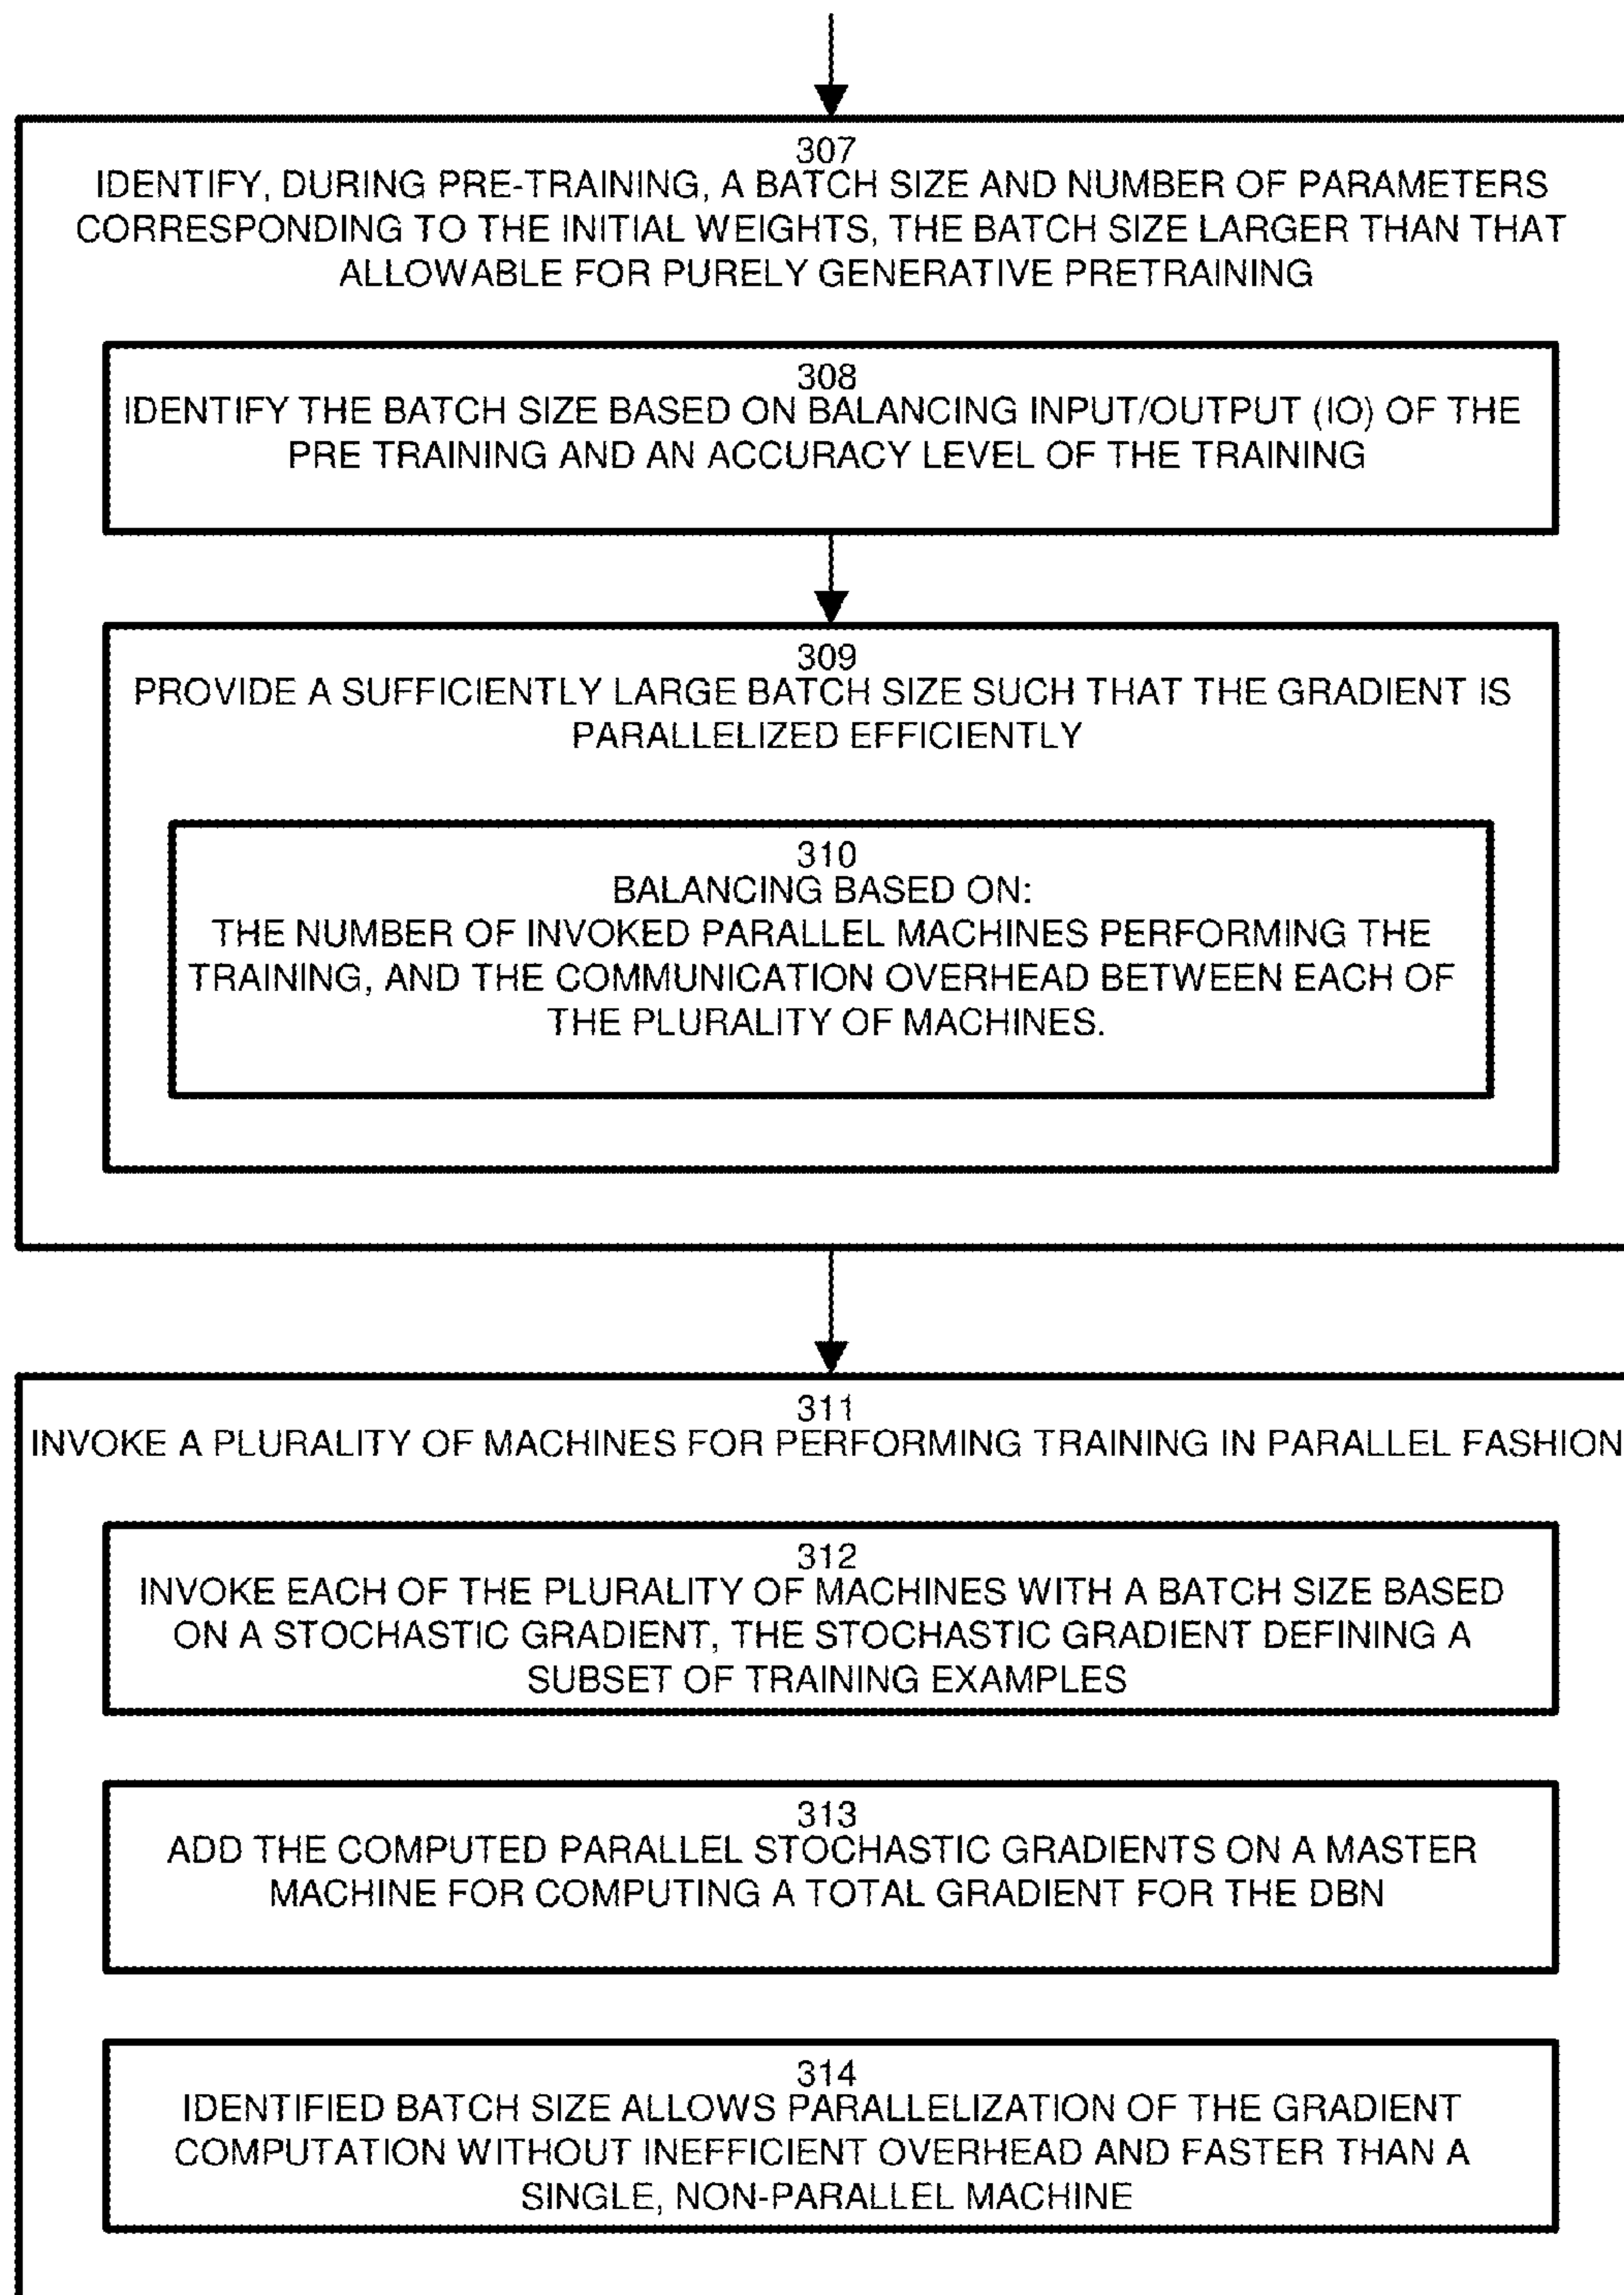 307
IDENTIFY, DURING PRE-TRAINING, A BATCH SIZE AND NUMBER OF PARAMETERS
CORRESPONDING TO THE INITIAL WEIGHTS, THE BATCH SIZE LARGER THAN THAT
ALLOWABLE FOR PURELY GENERATIVE PRETRAINING
308
IDENTIFY THE BATCH SIZE BASED ON BALANCING INPUT/OUTPUT (IO) OF THE
PRE TRAINING AND AN ACCURACY LEVEL OF THE TRAINING
309
PROVIDE A SUFFICIENTLY LARGE BATCH SIZE SUCH THAT THE GRADIENT IS
PARALLELIZED EFFICIENTLY
310
BALANCING BASED ON:
THE NUMBER OF INVOKED PARALLEL MACHINES PERFORMING THE
TRAINING, AND THE COMMUNICATION OVERHEAD BETWEEN EACH OF
THE PLURALITY OF MACHINES.
311
INVOKE A PLURALITY OF MACHINES FOR PERFORMING TRAINING IN PARALLEL FASHION
312
INVOKE EACH OF THE PLURALITY OF MACHINES WITH A BATCH SIZE BASED
ON A STOCHASTIC GRADIENT, THE STOCHASTIC GRADIENT DEFINING A
SUBSET OF TRAINING EXAMPLES
313
ADD THE COMPUTED PARALLEL STOCHASTIC GRADIENTS ON A MASTER
MACHINE FOR COMPUTING A TOTAL GRADIENT FOR THE DBN
314
IDENTIFIED BATCH SIZE ALLOWS PARALLELIZATION OF THE GRADIENT
COMPUTATION WITHOUT INEFFICIENT OVERHEAD AND FASTER THAN A
SINGLE, NON-PARALLEL MACHINE